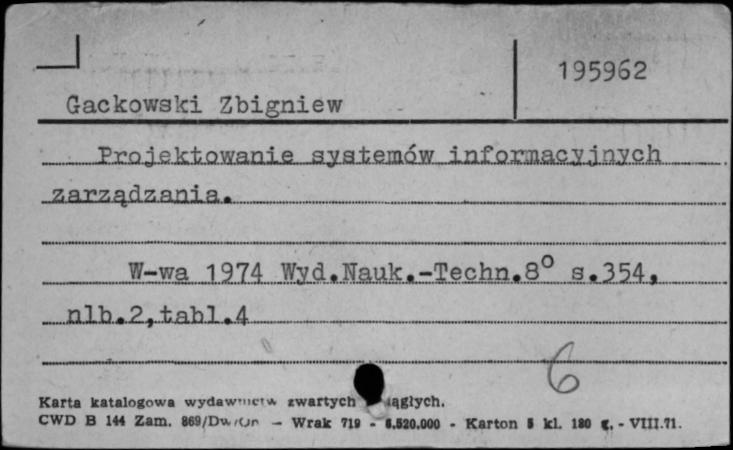 195962
Gackowski Zbigniew
Projektowanie systemów informacyjnych
zarządzania.
W-wa 1974 Wyd.Nauk.-Techn.8° s.354,
nlb.2,tabl.4
6
Karta katalogowa wydawnictw zwartych ciągłych.
CWD B 144 Zam. 869/ — Wrak 719 - 6.520.000 - Karton 5 kl. 180 g. - VIII.71.